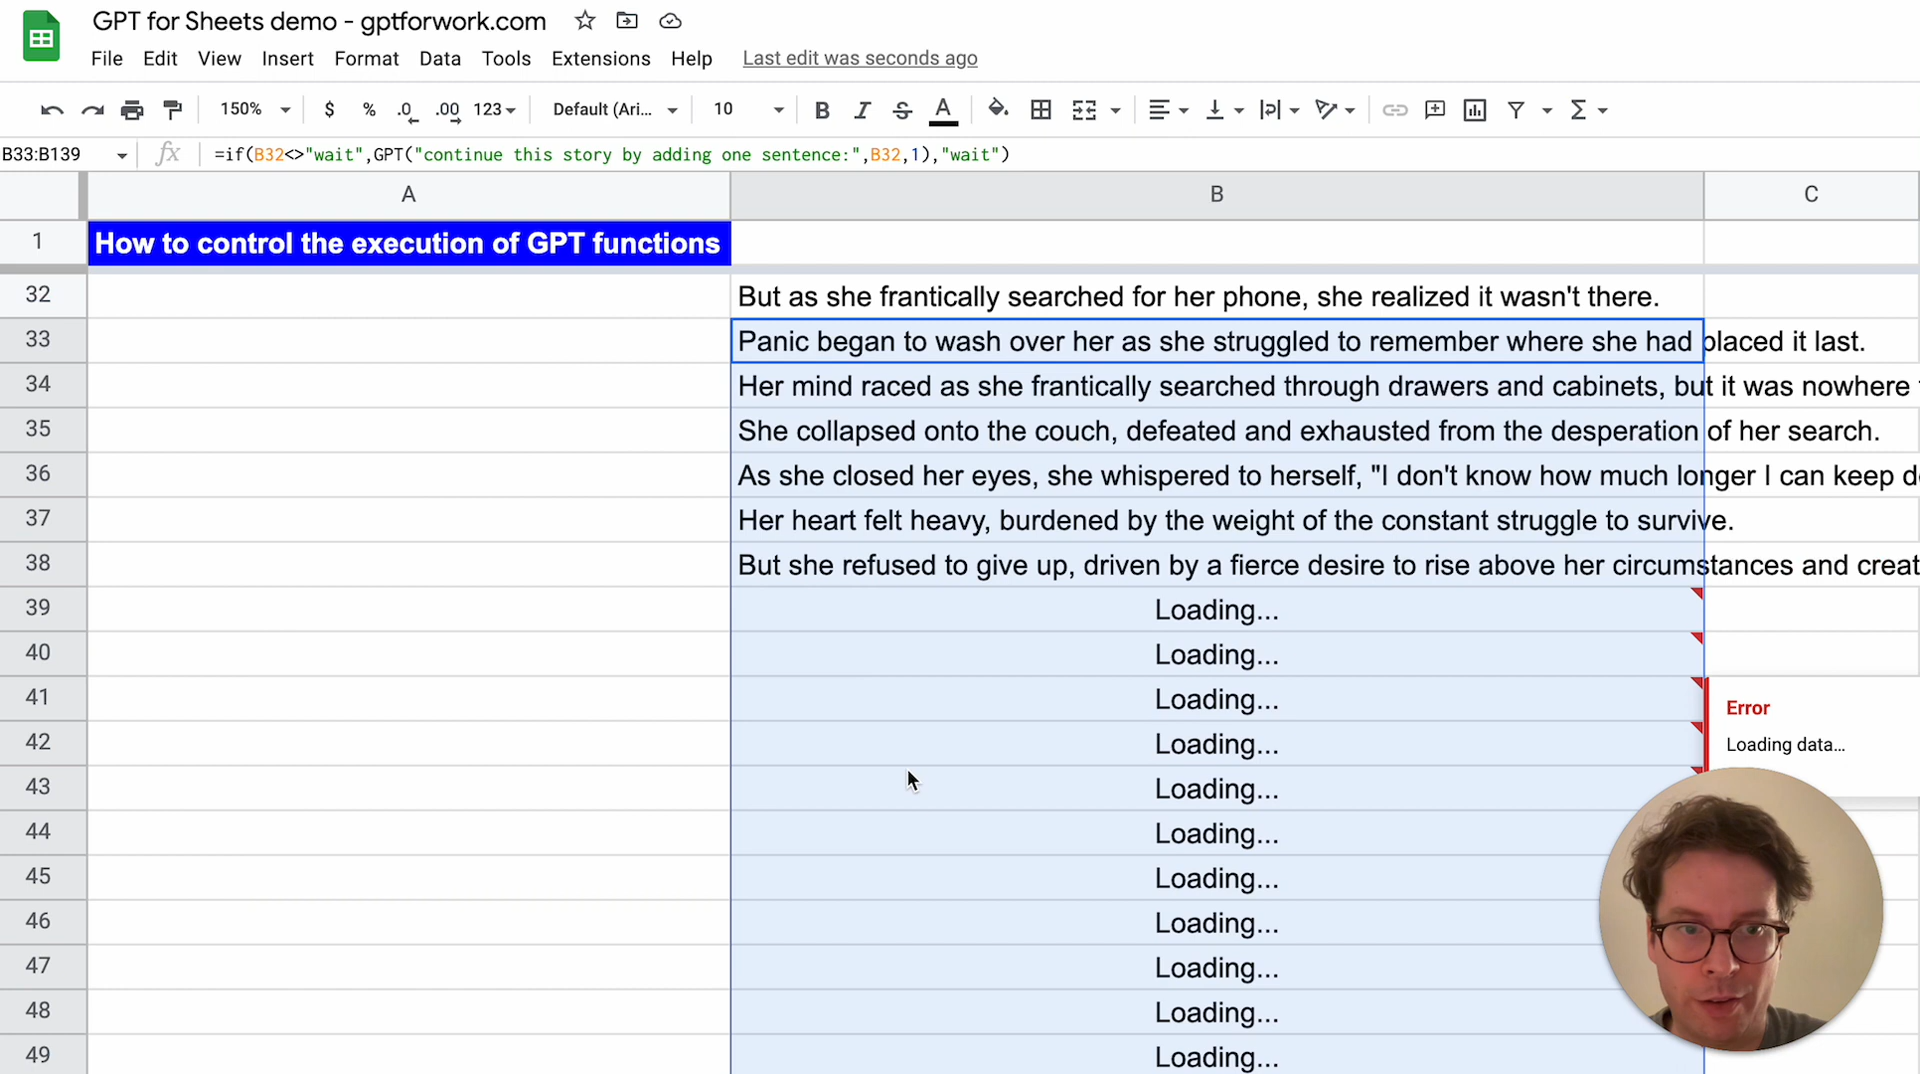 GPT for Sheets demo - gptforwork.com
File Edit View Insert Format Data Tools Extensions Help Last edit was seconds ago
150% $ % .0 .00 123 Default (Ari... 10 B I S A
B33:B139 fx =if(B32<>"wait",GPT("continue this story by adding one sentence:",B32,1),"wait")
A B C
1 How to control the execution of GPT functions
32 But as she frantically searched for her phone, she realized it wasn't there.
33 Panic began to wash over her as she struggled to remember where she had placed it last.
34 Her mind raced as she frantically searched through drawers and cabinets, but it was nowhere
35 She collapsed onto the couch, defeated and exhausted from the desperation of her search.
36 As she closed her eyes, she whispered to herself, "I don't know how much longer I can keep
37 Her heart felt heavy, burdened by the weight of the constant struggle to survive.
38 But she refused to give up, driven by a fierce desire to rise above her circumstances and creat
39 Loading...
40 Loading...
41 Loading...
Error
42 Loading...
Loading data...
43 Loading...
44 Loading...
45 Loading...
46 Loading...
47 Loading...
48 Loading...
49 Loading...